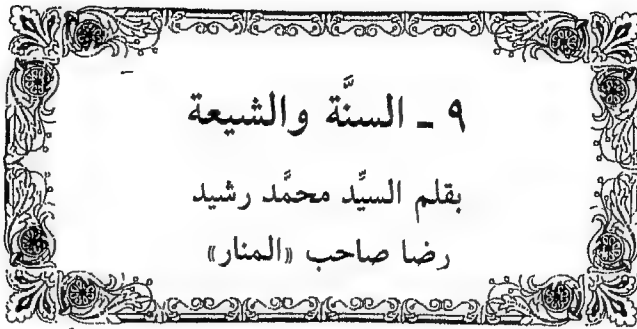 ٩ ـ السنَّة والشيعة
بقلم السيِّد محمَّد رشيد
رضا صاحب «المنار»